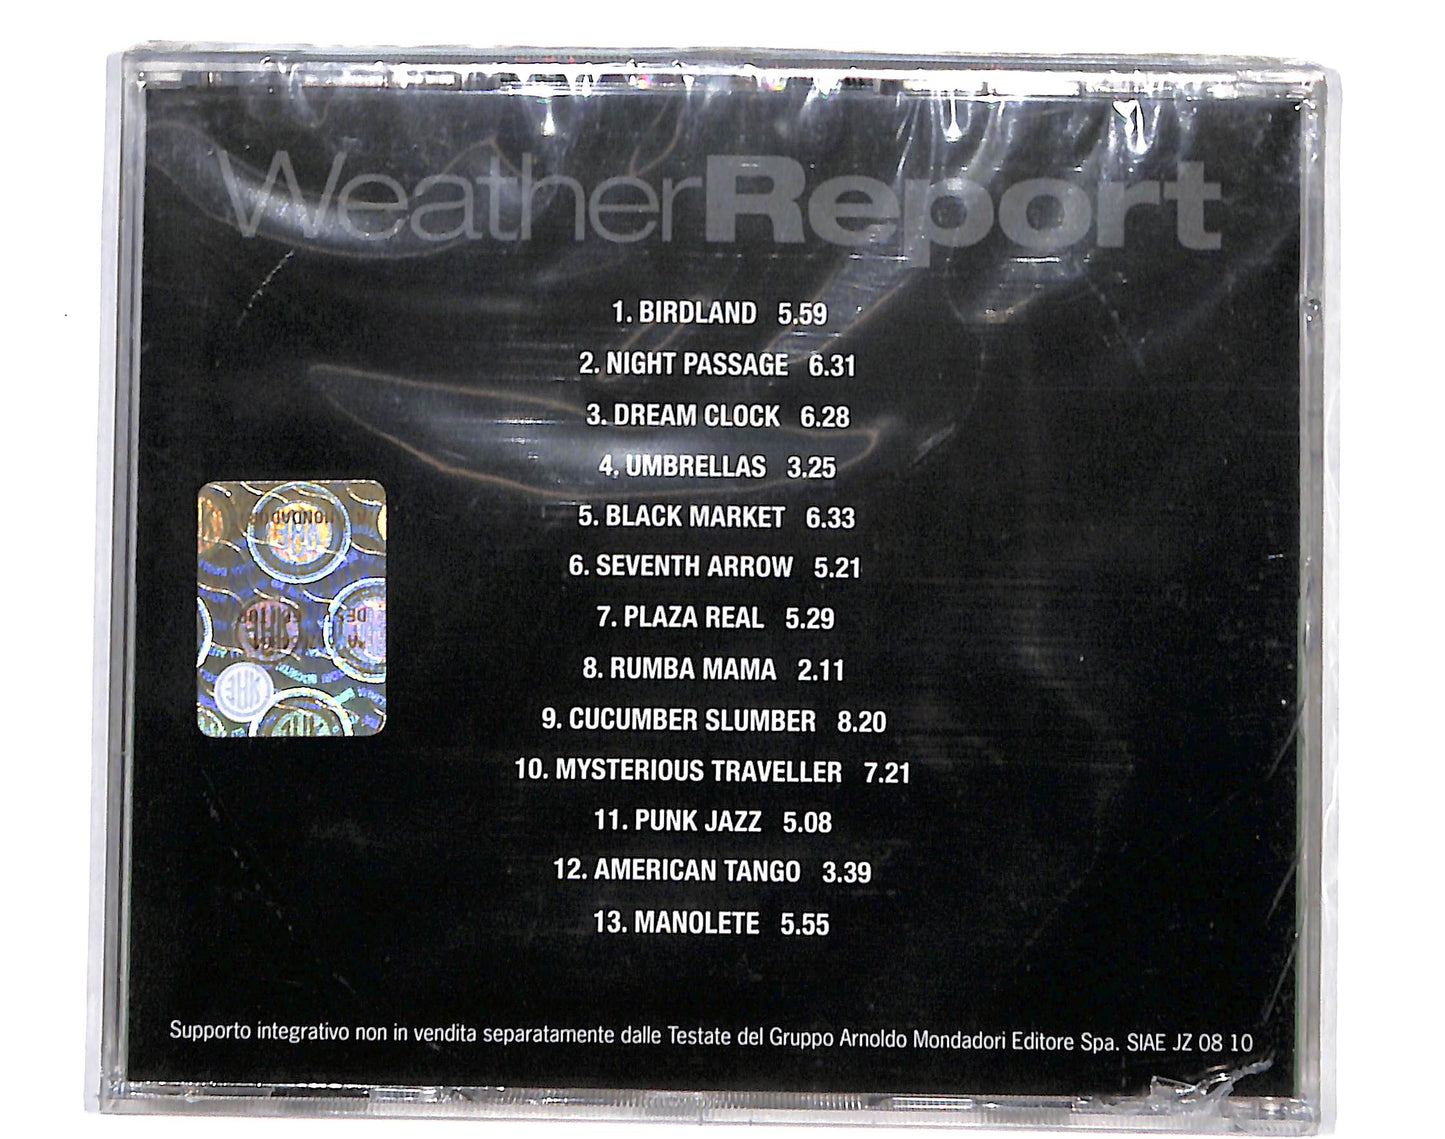 WeatherReport
1. BIRDLAND 5.59
2. NIGHT PASSAGE 6.31
3. DREAM CLOCK 6.28
4. UMBRELLAS 3.25
5. BLACK MARKET 6.33
6. SEVENTH ARROW 5.21
7. PLAZA REAL 5.29
8. RUMBA MAMA 2.11
9. CUCUMBER SLUMBER 8.20
10. MYSTERIOUS TRAVELLER 7.21
11. PUNK JAZZ 5.08
12. AMERICAN TANGO 3.39
13. MANOLETE 5.55
Supporto integrativo non in vendita separatamente dalle Testate del Gruppo Arnoldo Mondadori Editore Spa. SIAE JZ 08 10